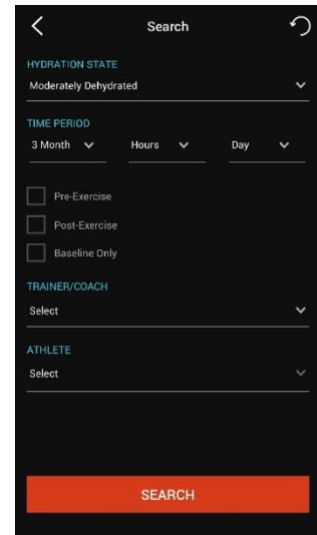 Search
HYDRATION STATE
Moderately Dehydrated
TIME PERIOD
3 Month Hours Day
Pre-Exercise
Post-Exercise
Baseline Only
TRAINER/COACH
Select
ATHLETE
Select
SEARCH